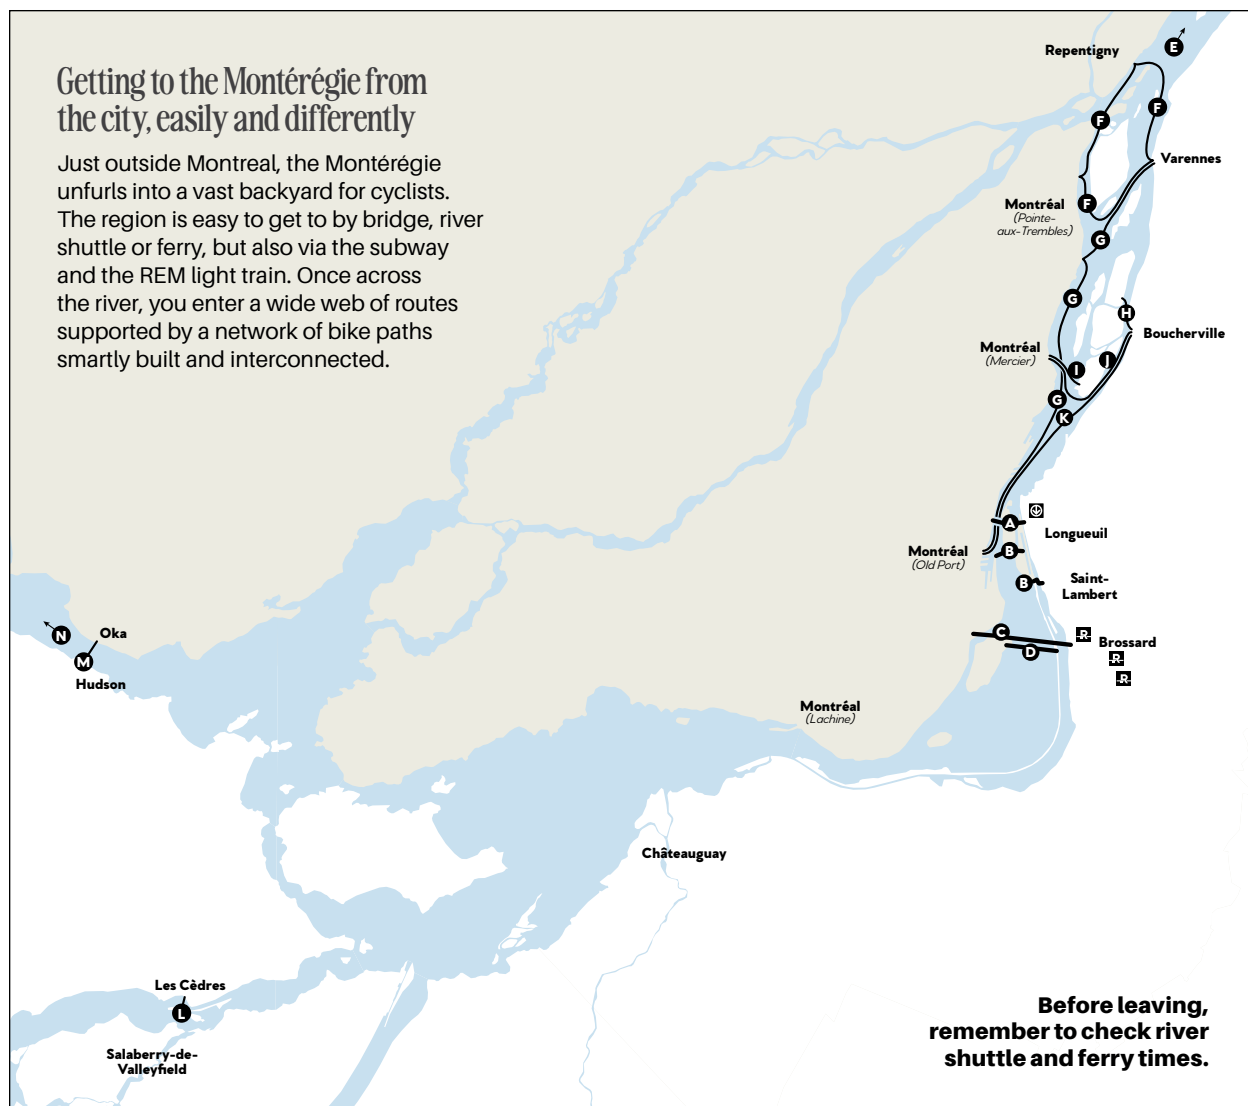 Getting to the Montérégie from
the city, easily and differently
Just outside Montreal, the Montérégie
unfurls into a vast backyard for cyclists.
The region is easy to get to by bridge, river
shuttle or ferry, but also via the subway
and the REM light train. Once across
the river, you enter a wide web of routes
supported by a network of bike paths
smartly built and interconnected.
E
Repentigny
F
F
Varennes
F
Montréal
(Pointe-
aux-Trembles)
G
G
H
Boucherville
Montréal
(Mercier)
I
J
G
K
A
Longueuil
Montréal
(Old Port)
B
B
Saint-
Lambert
C
R
Brossard
D
R
R
N
Oka
M
Hudson
Montréal
(Lachine)
Châteauguay
Les Cèdres
L
Salaberry-de-
Valleyfield
Before leaving,
remember to check river
shuttle and ferry times.